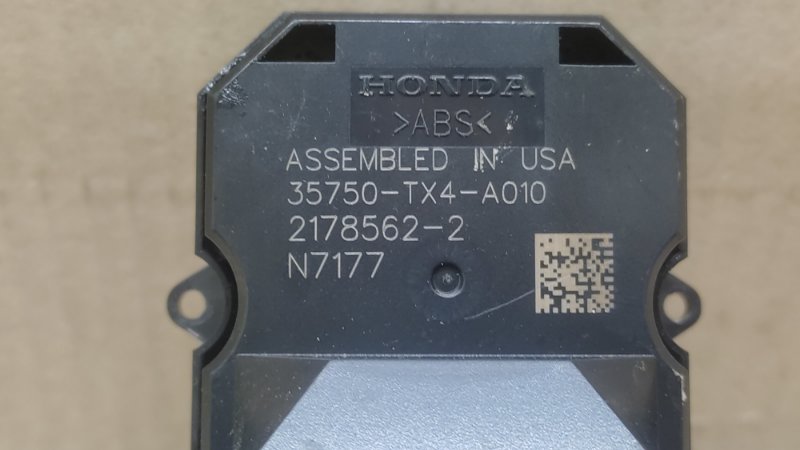 HONDA
>ABS<
ASSEMBLED IN USA
35750-TX4-A010
2178562-2
N7177